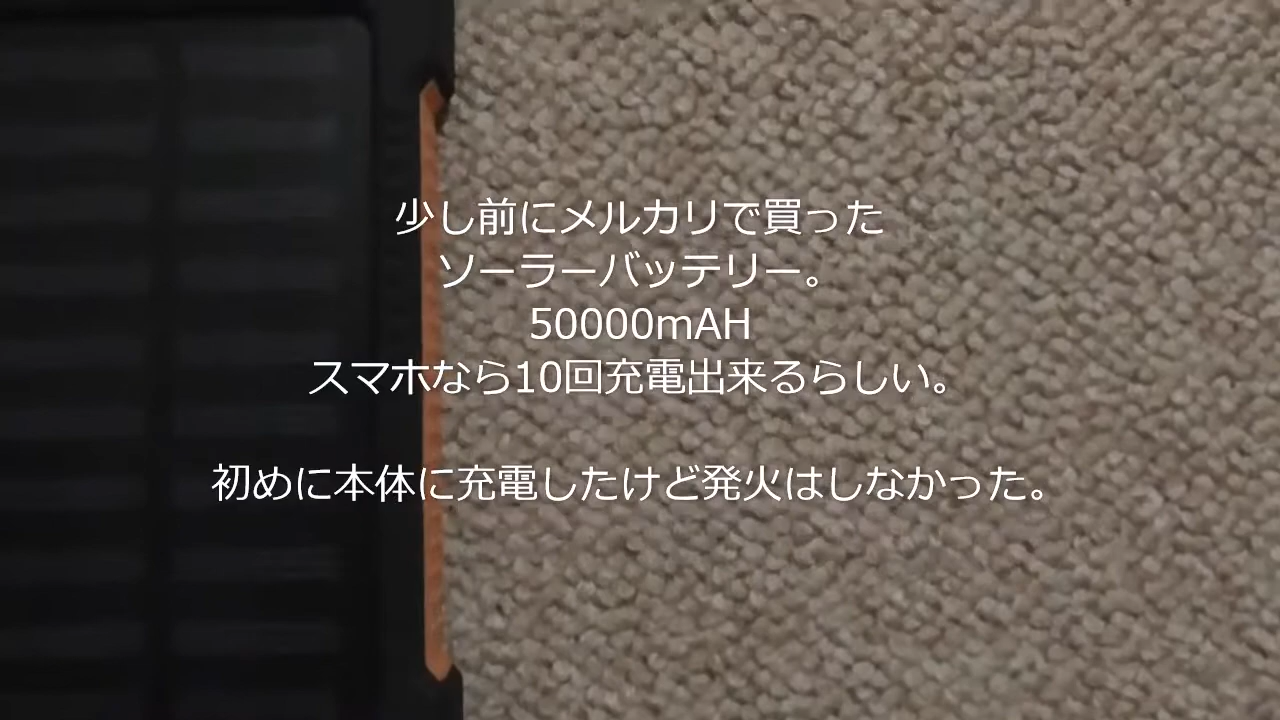 少し前にメルカリで買った
ソーラーバッテリー。
50000mAH
スマホなら10回充電出来るらしい。
初めに本体に充電したけど発火はしなかった。